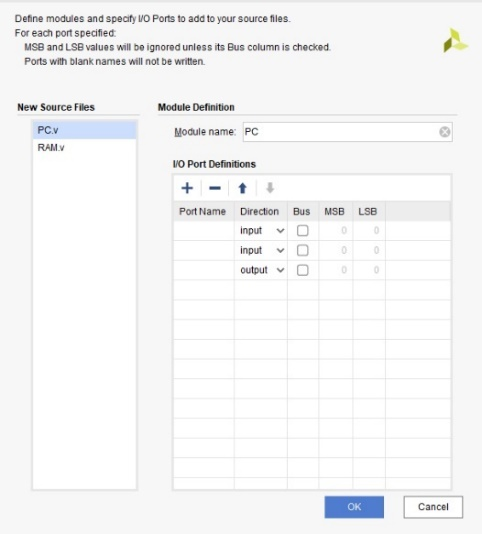 Define modules and specify I/O Ports to add to your source files.
For each port specified:
MSB and LSB values will be ignored unless its Bus column is checked.
Ports with blank names will not be written.
New Source Files
PC.v
RAM.v
Module Definition
Module name: PC
I/O Port Definitions
Port Name Direction Bus MSB LSB
input 0 0
input 0 0
output 0 0
OK Cancel